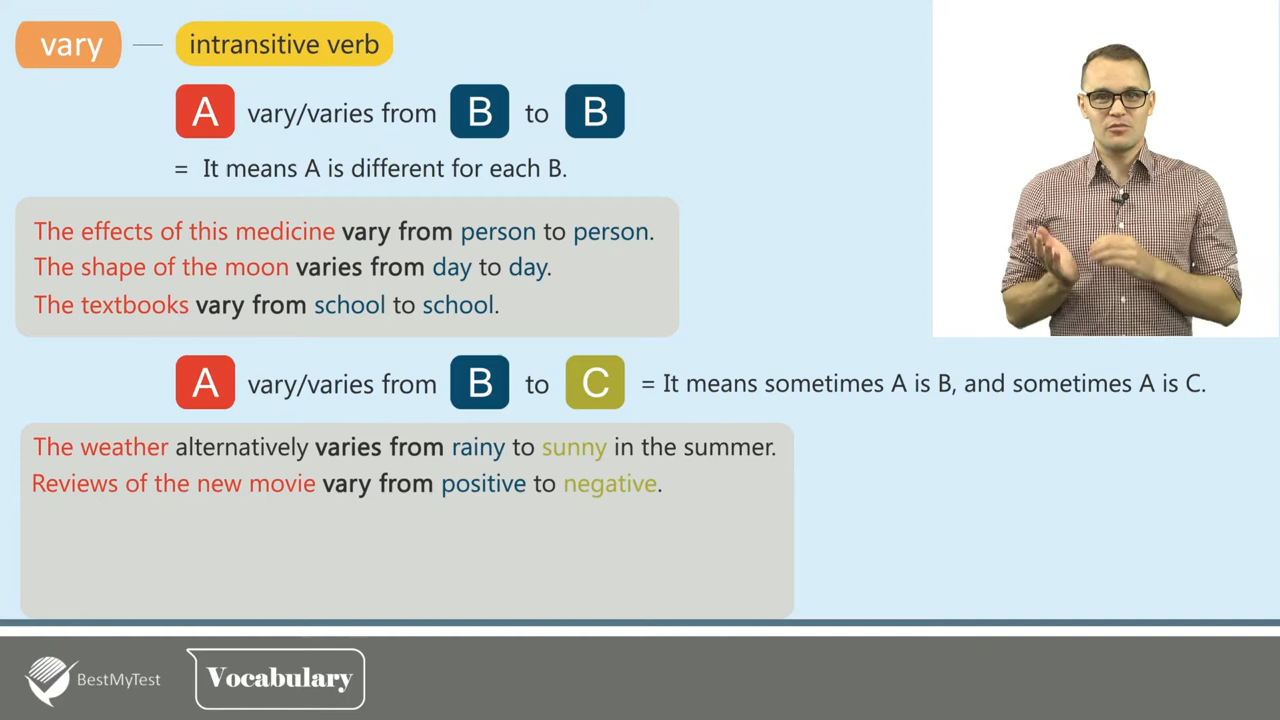 vary — intransitive verb
A vary/varies from B to B
= It means A is different for each B.
The effects of this medicine vary from person to person.
The shape of the moon varies from day to day.
The textbooks vary from school to school.
A vary/varies from B to C = It means sometimes A is B, and sometimes A is C.
The weather alternatively varies from rainy to sunny in the summer.
Reviews of the new movie vary from positive to negative.
BestMyTest
Vocabulary